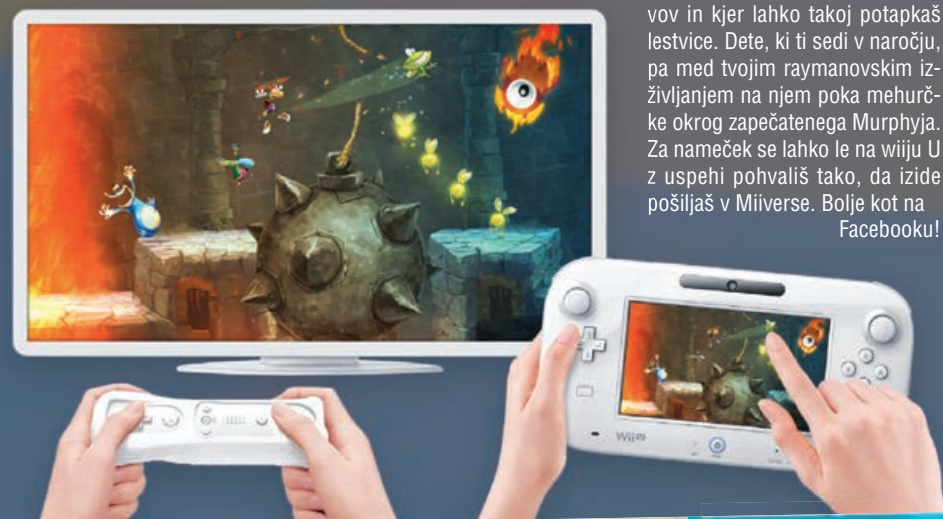 vov in kjer lahko takoj potapkaš
lestvice. Dete, ki ti sedi v naročju,
pa med tvojim raymanovskim iz-
življanjem na njem poka mehurč-
ke okrog zapečatenega Murphyja.
Za nameček se lahko le na wiiju U
z uspehi pohvališ tako, da izide
pošiljaš v Miiverse. Bolje kot na
Facebooku!
Wii U